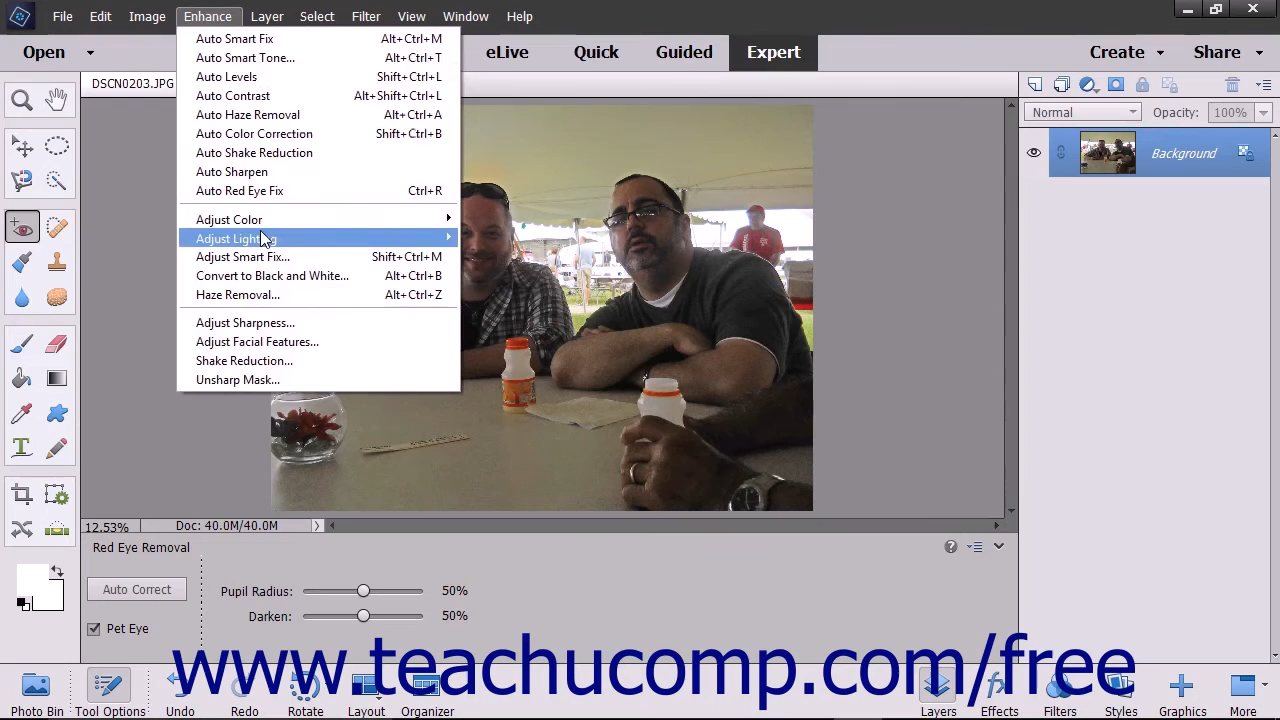 File Edit Image Enhance Layer Select Filter View Window Help
Open eLive Quick Guided Expert Create Share
DSCN0203.JPG
Auto Smart Fix Alt+Ctrl+M
Auto Smart Tone... Alt+Ctrl+T
Auto Levels Shift+Ctrl+L
Auto Contrast Alt+Shift+Ctrl+L
Auto Haze Removal Alt+Ctrl+A
Auto Color Correction Shift+Ctrl+B
Auto Shake Reduction
Auto Sharpen
Auto Red Eye Fix Ctrl+R
Adjust Color
Adjust Lighting
Adjust Smart Fix... Shift+Ctrl+M
Convert to Black and White... Alt+Ctrl+B
Haze Removal... Alt+Ctrl+Z
Adjust Sharpness...
Adjust Facial Features...
Shake Reduction...
Unsharp Mask...
Normal Opacity: 100%
Background
12.53% Doc: 40.0M/40.0M
Red Eye Removal
Auto Correct
Pet Eye
Pupil Radius: 50%
Darken: 50%
www.teachucomp.com/free
Photo Bin Tool Options Undo Redo Rotate Layout Organizer Layers Effects Filters Styles Graphics More